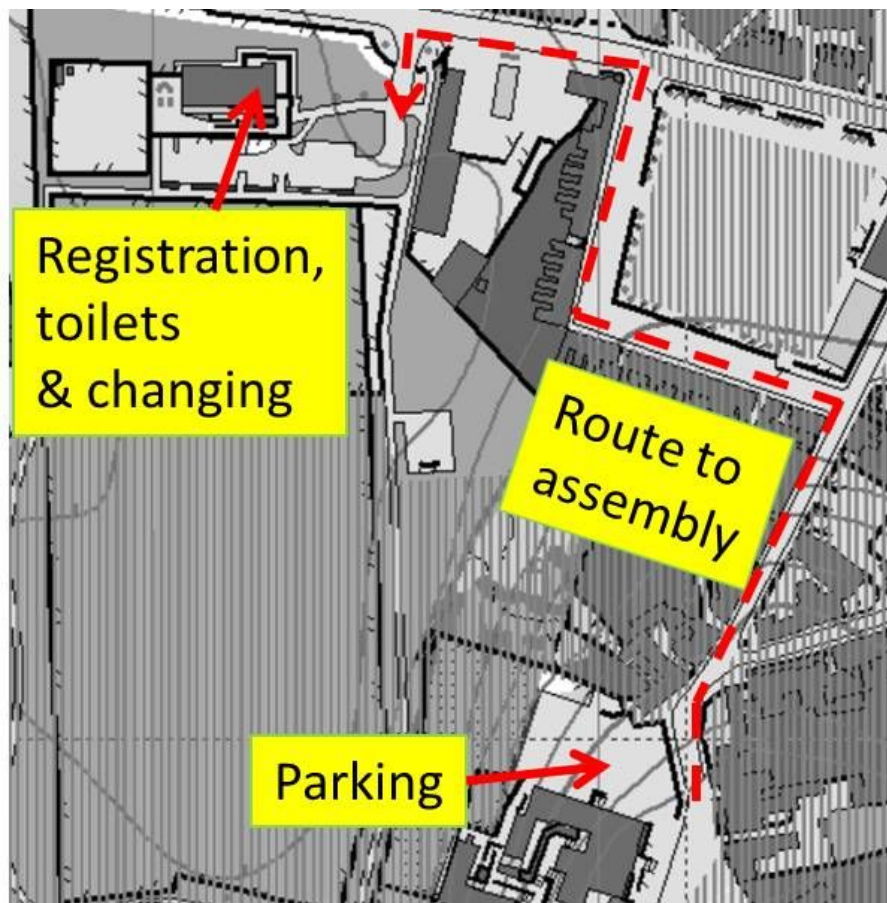 Registration,
toilets
& changing
Route to
assembly
Parking